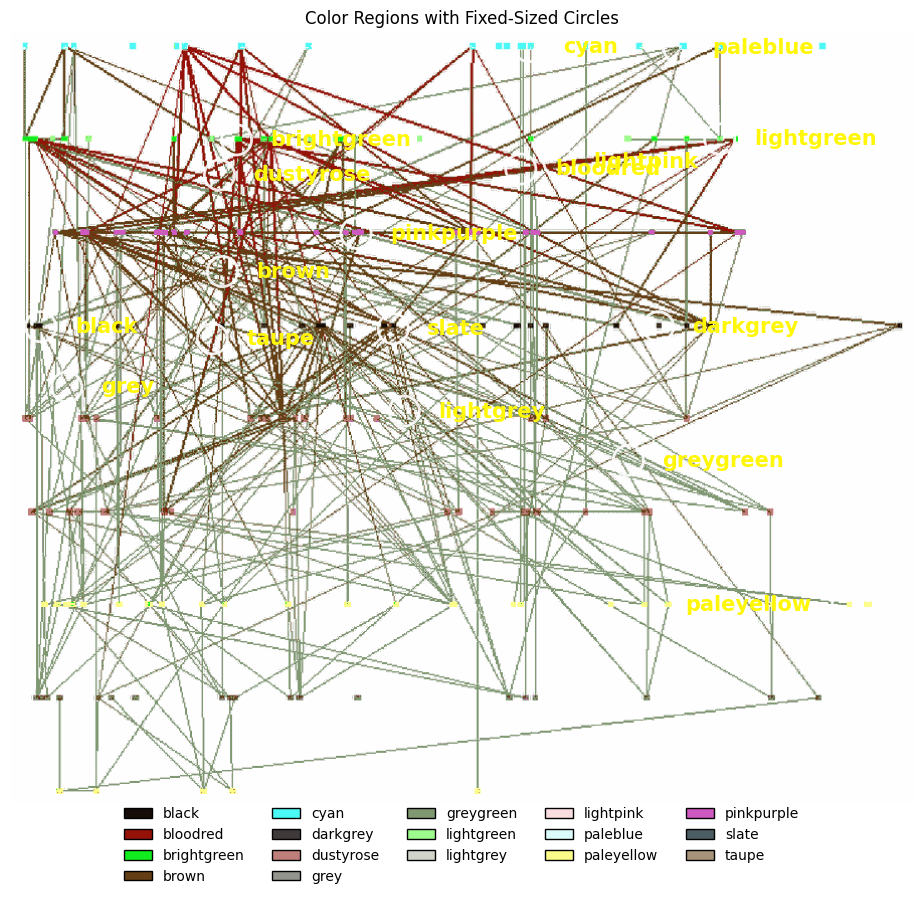 Color Regions with Fixed-Sized Circles
cyan
paleblue
brightgreen
lightgreen
lightpink
bloodred
dustyrose
pinkpurple
brown
black
slate
darkgrey
taupe
grey
lightgrey
greygreen
paleyellow
black
cyan
greygreen
lightpink
pinkpurple
bloodred
darkgrey
lightgreen
paleblue
slate
brightgreen
dustyrose
lightgrey
paleyellow
taupe
brown
grey